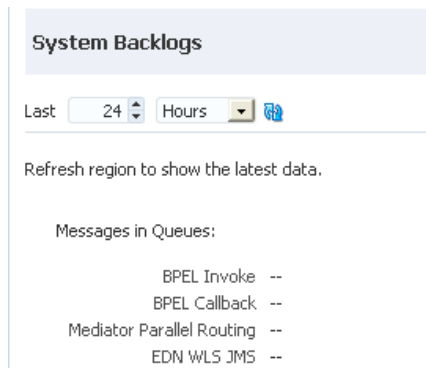 System Backlogs
Last 24 Hours
Refresh region to show the latest data.
Messages in Queues:
BPEL Invoke --
BPEL Callback --
Mediator Parallel Routing --
EDN WLS JMS --